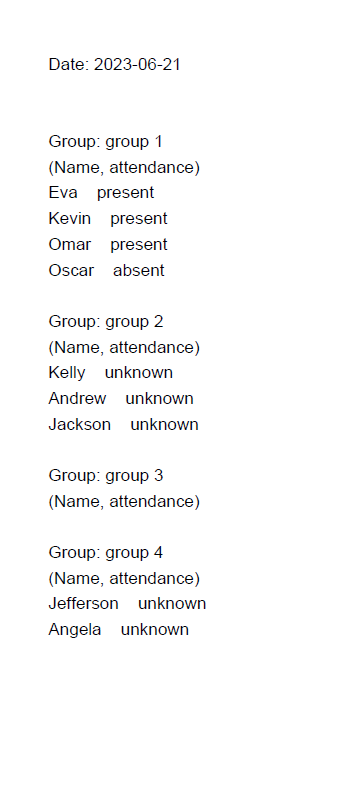 Date: 2023-06-21
Group: group 1
(Name, attendance)
Eva present
Kevin present
Omar present
Oscar absent
Group: group 2
(Name, attendance)
Kelly unknown
Andrew unknown
Jackson unknown
Group: group 3
(Name, attendance)
Group: group 4
(Name, attendance)
Jefferson unknown
Angela unknown